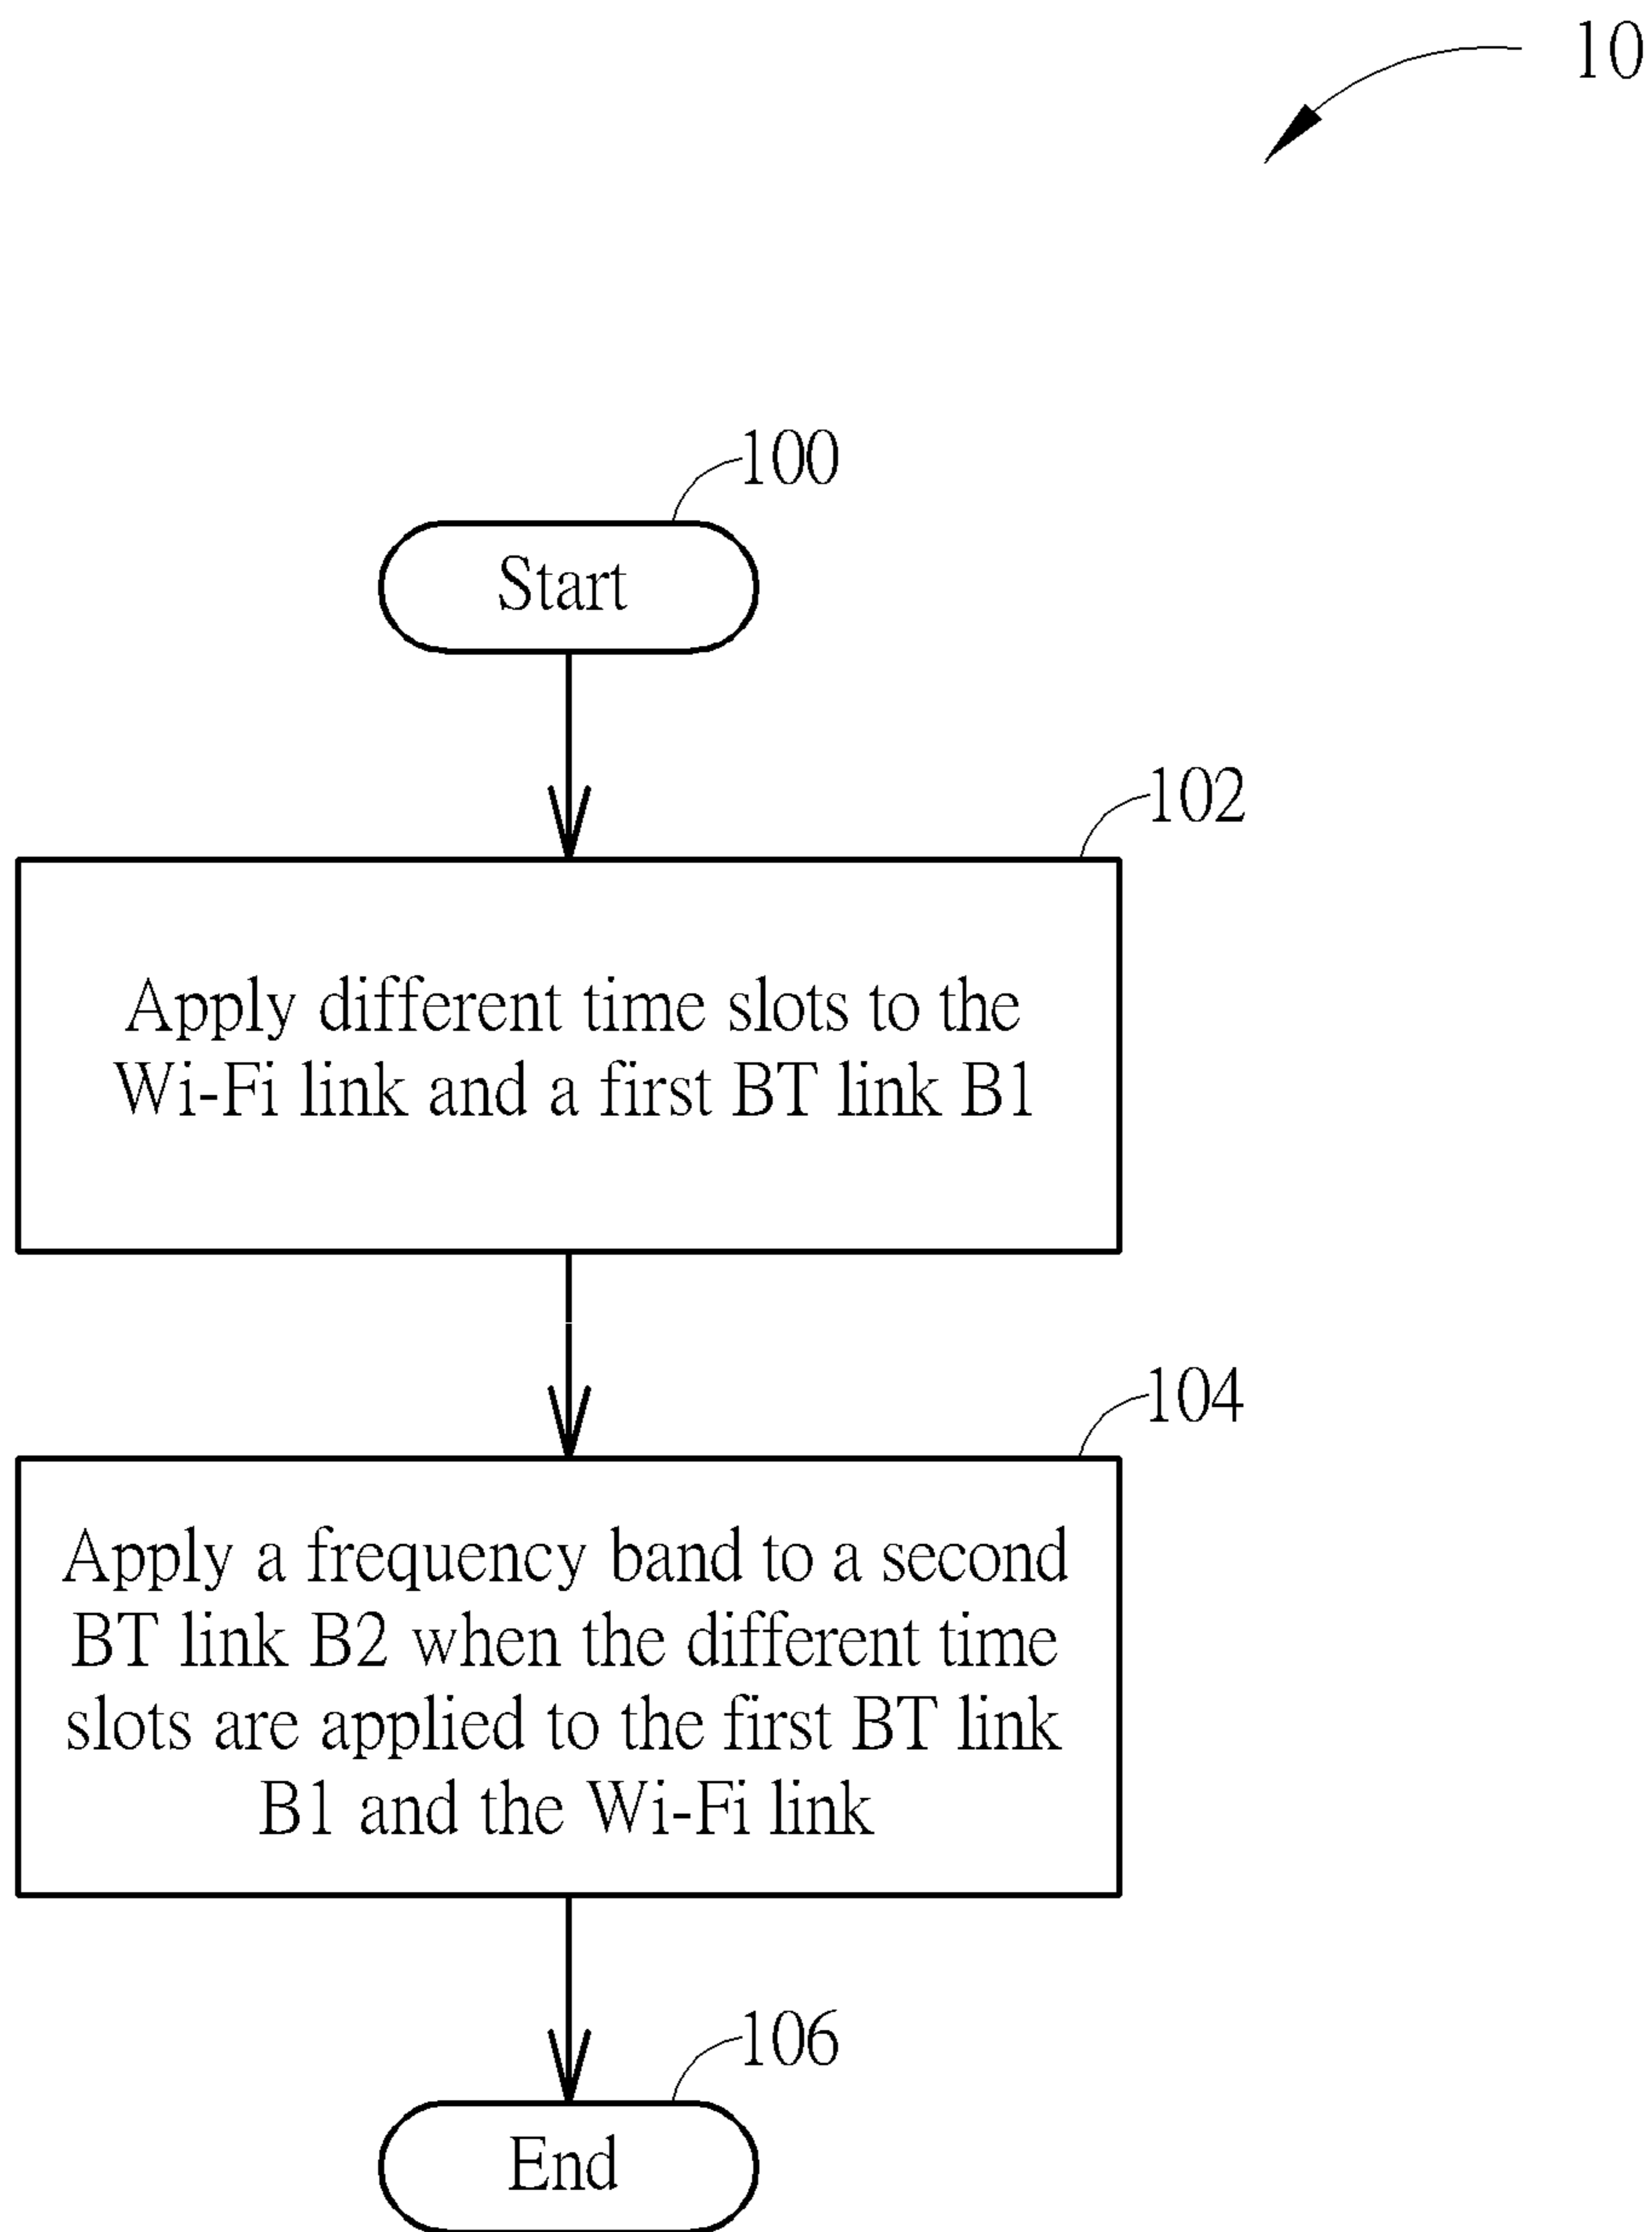 10
100
Start
102
Apply different time slots to the
Wi-Fi link and a first BT link B1
104
Apply a frequency band to a second
BT link B2 when the different time
slots are applied to the first BT link
B1 and the Wi-Fi link
106
End